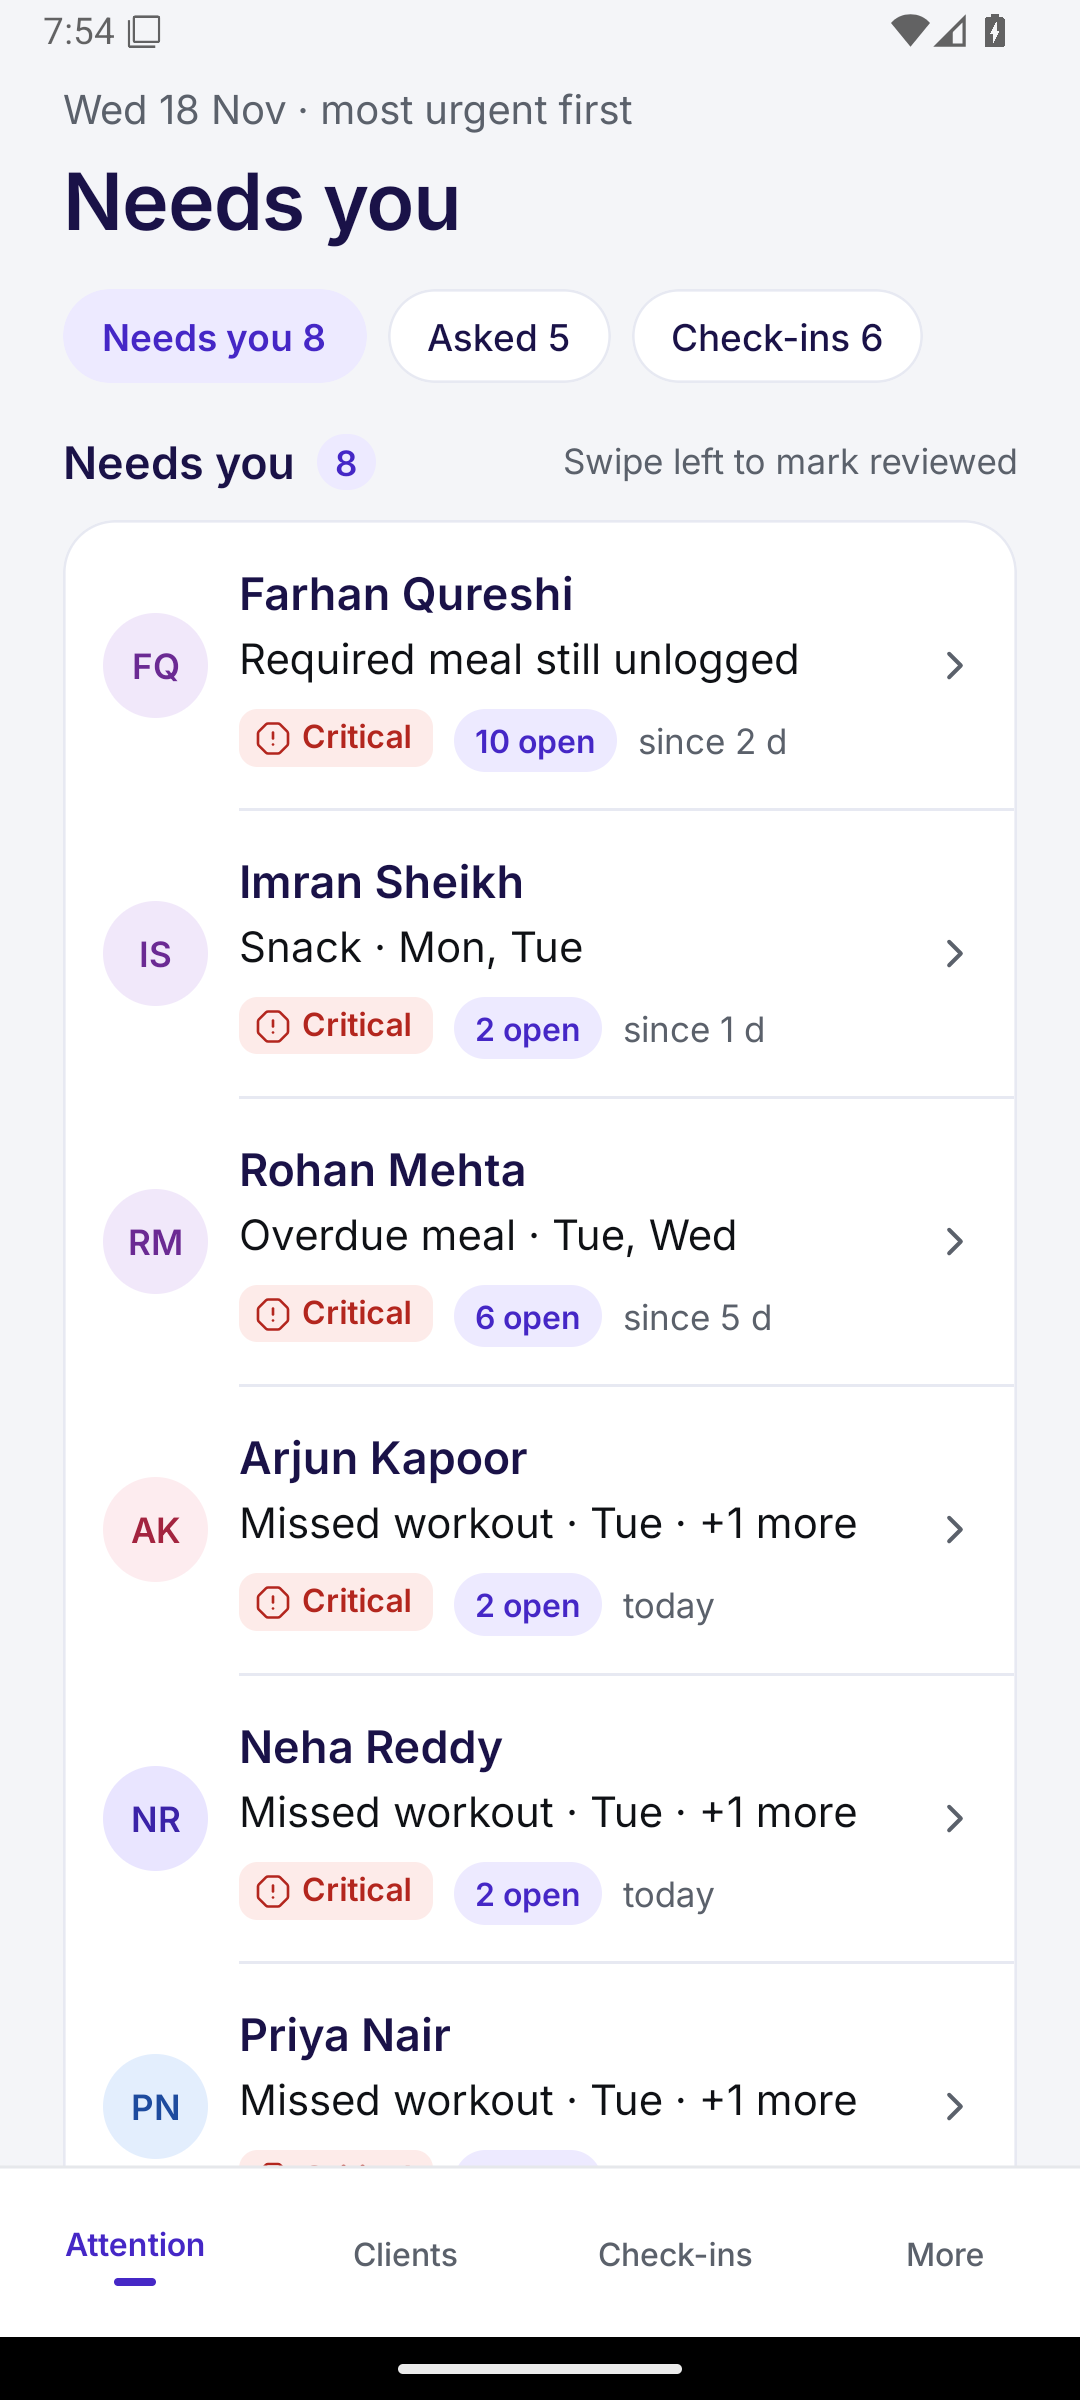 7:54
Wed 18 Nov · most urgent first
Needs you
Needs you 8
Asked 5
Check-ins 6
Needs you 8
Swipe left to mark reviewed
FQ
Farhan Qureshi
Required meal still unlogged
Critical
10 open
since 2 d
IS
Imran Sheikh
Snack · Mon, Tue
Critical
2 open
since 1 d
RM
Rohan Mehta
Overdue meal · Tue, Wed
Critical
6 open
since 5 d
AK
Arjun Kapoor
Missed workout · Tue · +1 more
Critical
2 open
today
NR
Neha Reddy
Missed workout · Tue · +1 more
Critical
2 open
today
PN
Priya Nair
Missed workout · Tue · +1 more
Attention
Clients
Check-ins
More